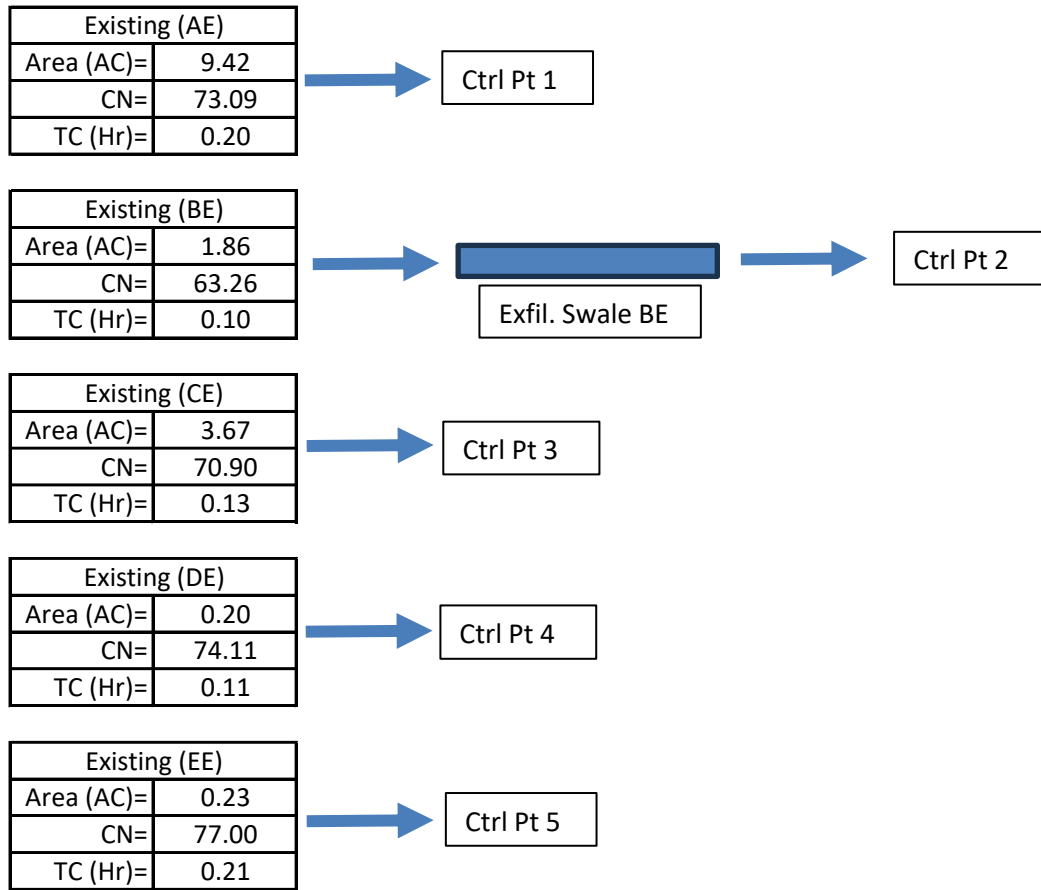 Existing (AE)
Area (AC)= 9.42
CN= 73.09
TC (Hr)= 0.20
Ctrl Pt 1
Existing (BE)
Area (AC)= 1.86
CN= 63.26
TC (Hr)= 0.10
Exfil. Swale BE
Ctrl Pt 2
Existing (CE)
Area (AC)= 3.67
CN= 70.90
TC (Hr)= 0.13
Ctrl Pt 3
Existing (DE)
Area (AC)= 0.20
CN= 74.11
TC (Hr)= 0.11
Ctrl Pt 4
Existing (EE)
Area (AC)= 0.23
CN= 77.00
TC (Hr)= 0.21
Ctrl Pt 5